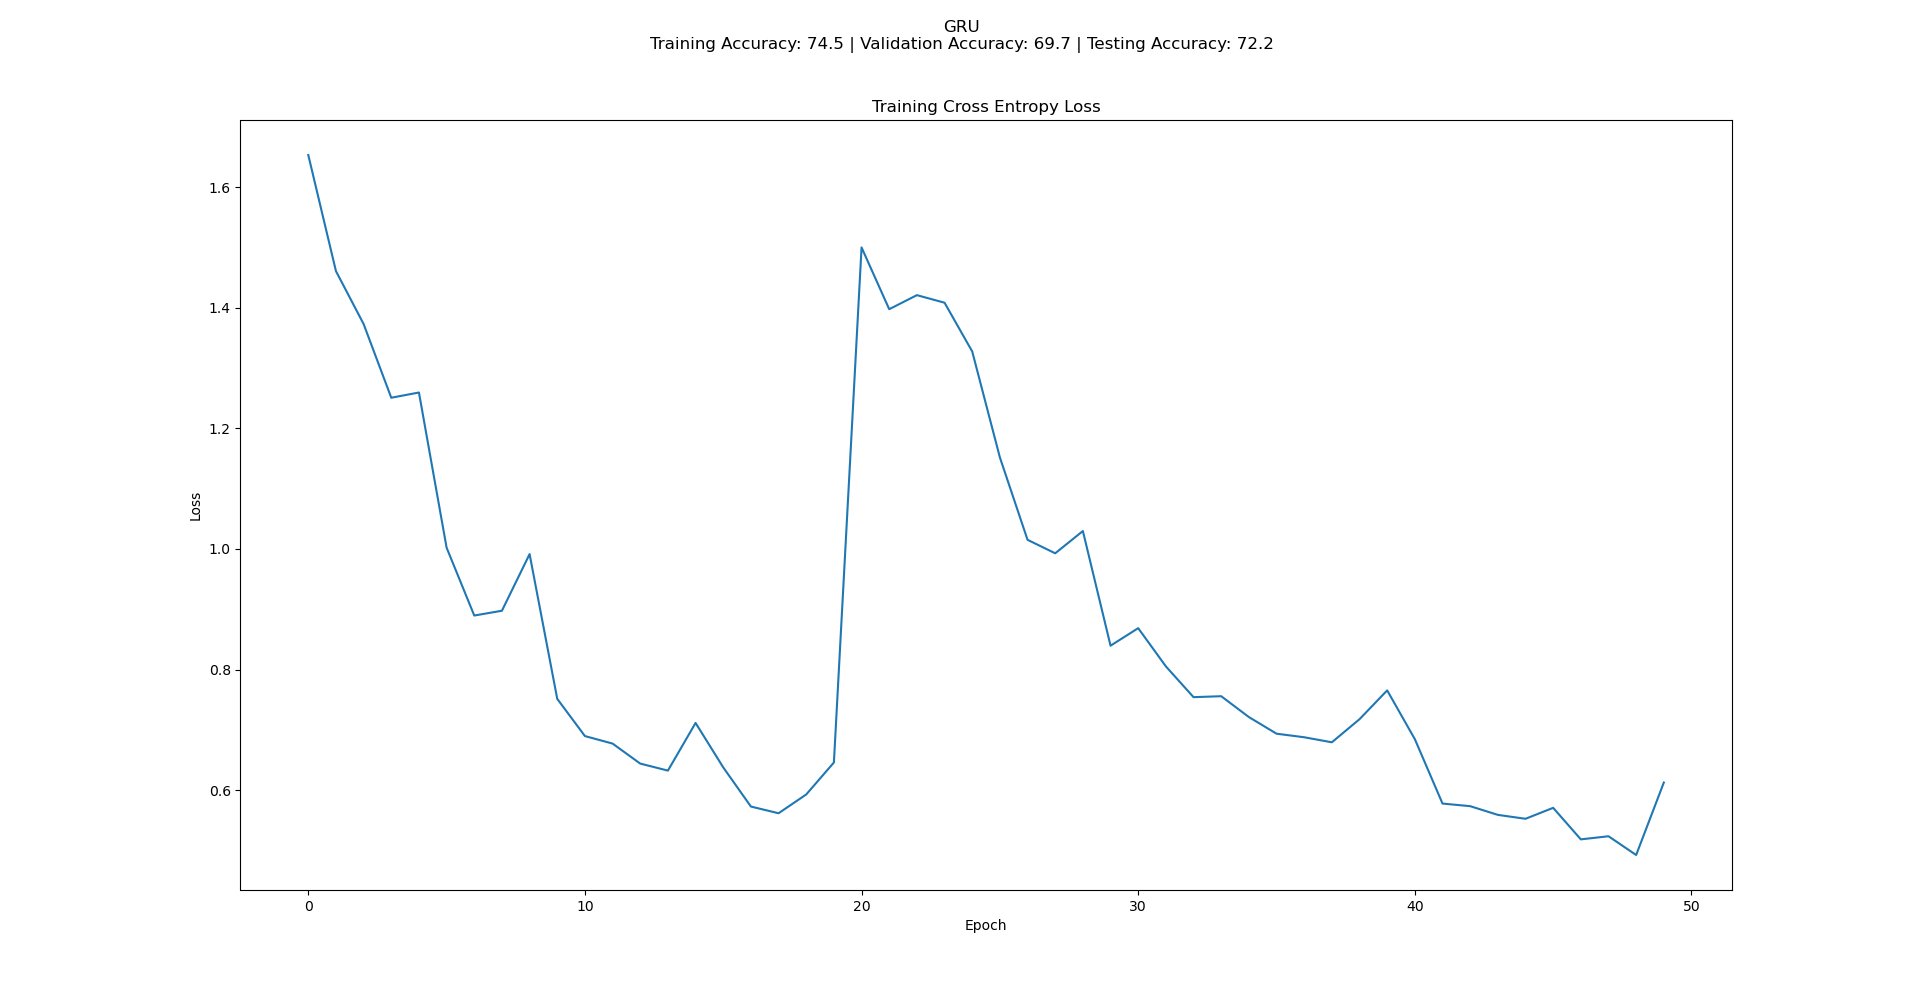 GRU
Training Accuracy: 74.5 | Validation Accuracy: 69.7 | Testing Accuracy: 72.2
Training Cross Entropy Loss
1.6
1.4
1.2
1.0
0.8
0.6
Loss
0 10 20 30 40 50
Epoch